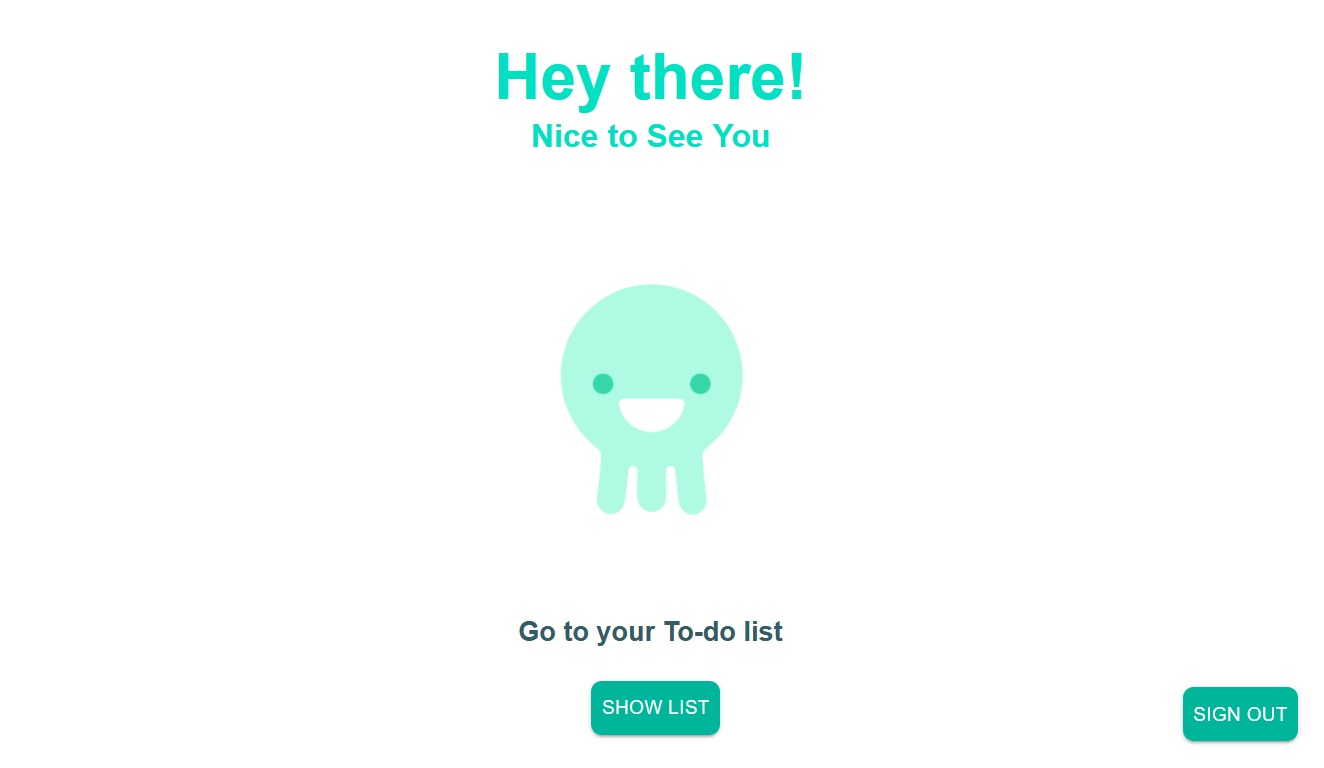 Hey there!
Nice to See You
Go to your To-do list
SHOW LIST
SIGN OUT